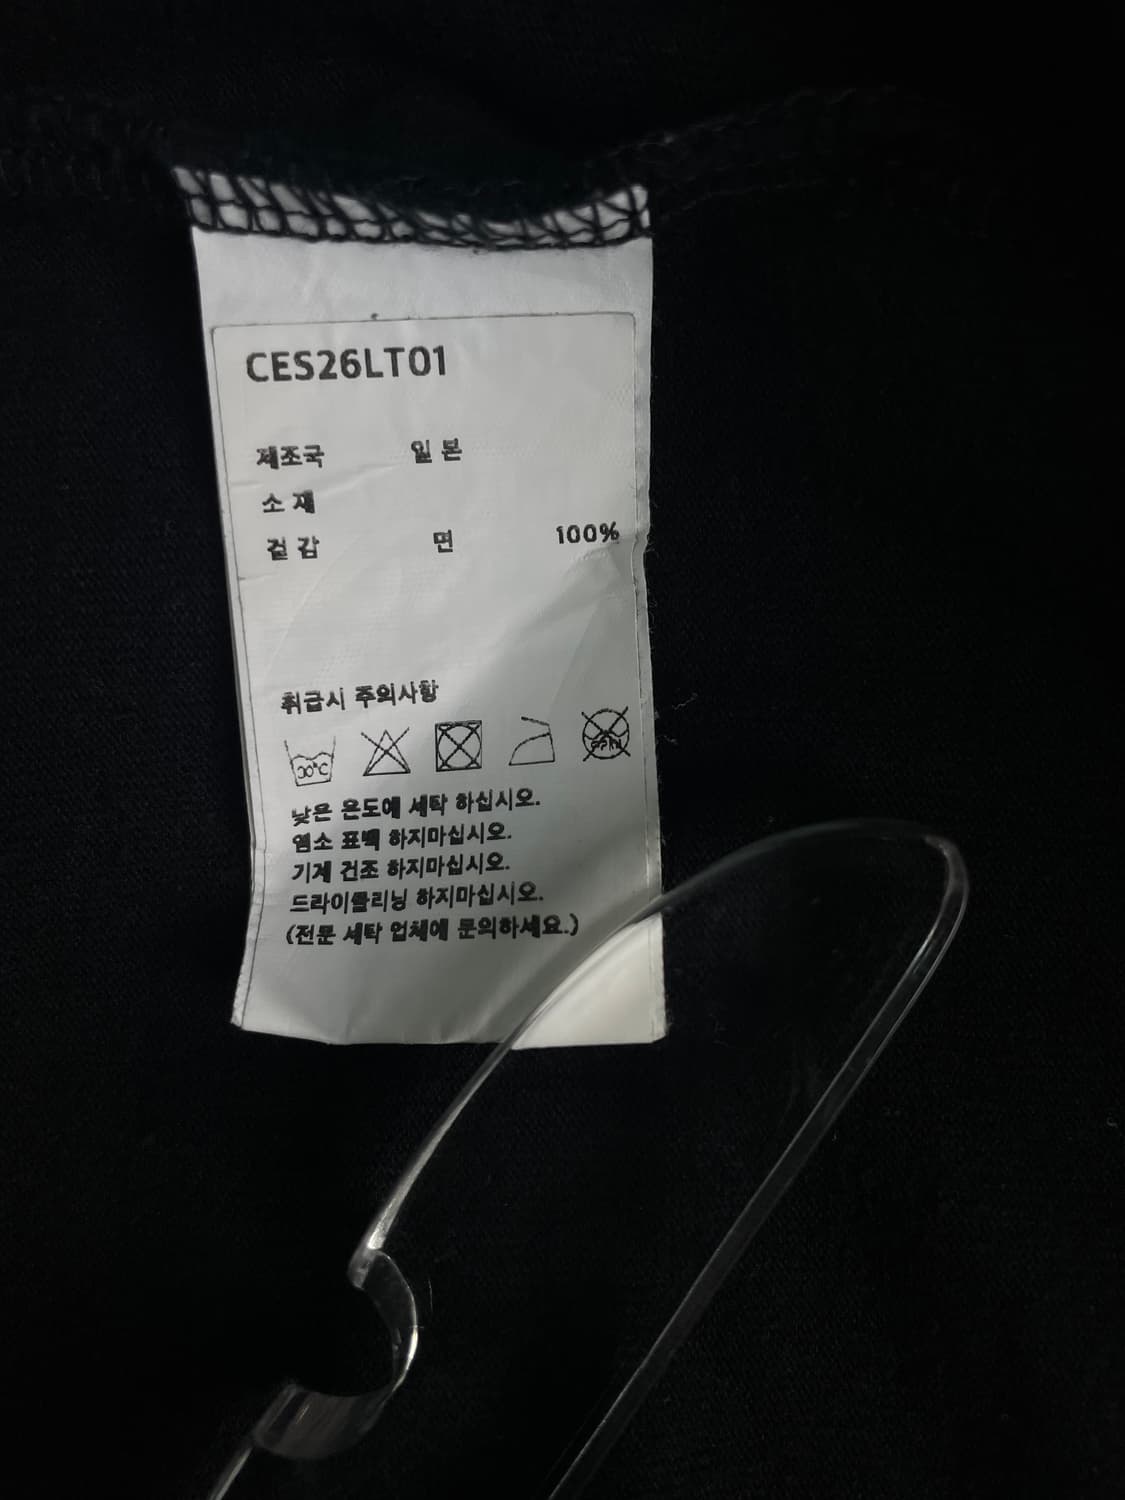 CES26LT01
제조국 일 본
소 재
겉 감 면 100%
취급시 주의사항
30℃
낮은 온도에 세탁 하십시오.
염소 표백 하지마십시오.
기계 건조 하지마십시오.
드라이클리닝 하지마십시오.
(전문 세탁 업체에 문의하세요.)